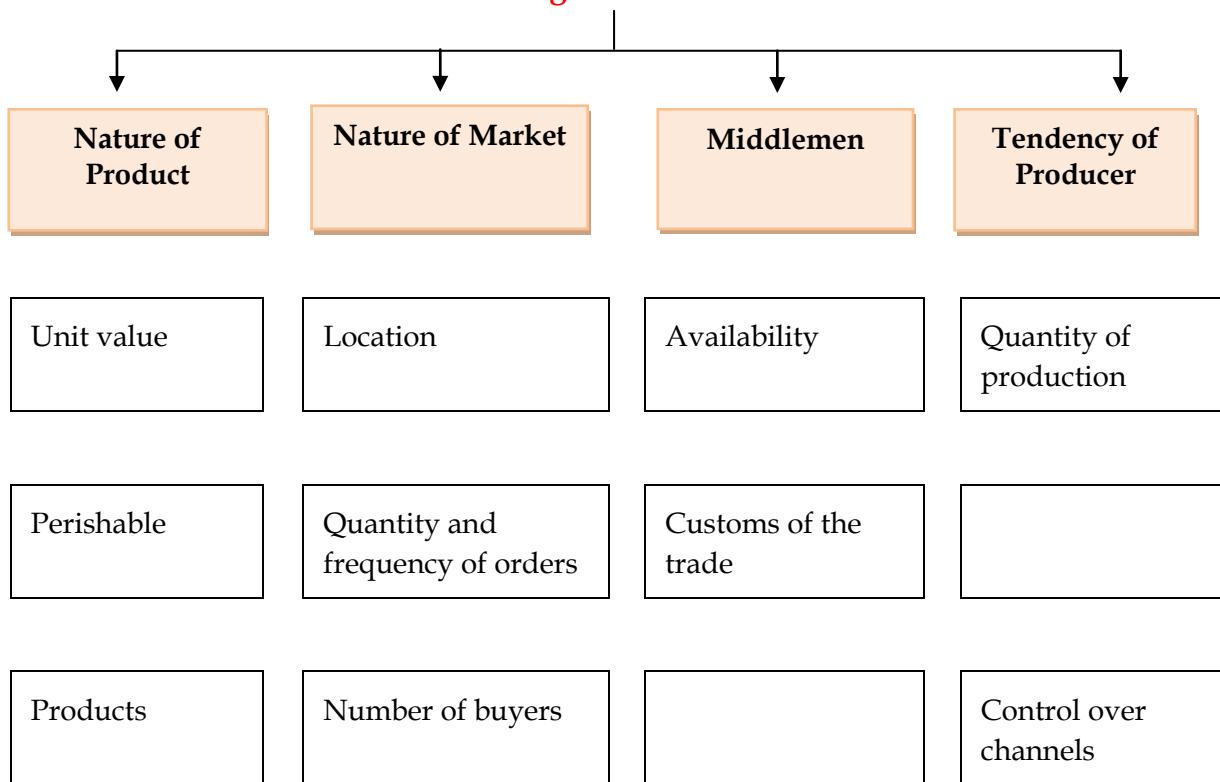 Nature of
Product
Nature of Market
Middlemen
Tendency of
Producer
Unit value
Location
Availability
Quantity of
production
Perishable
Quantity and
frequency of orders
Customs of the
trade
Products
Number of buyers
Control over
channels